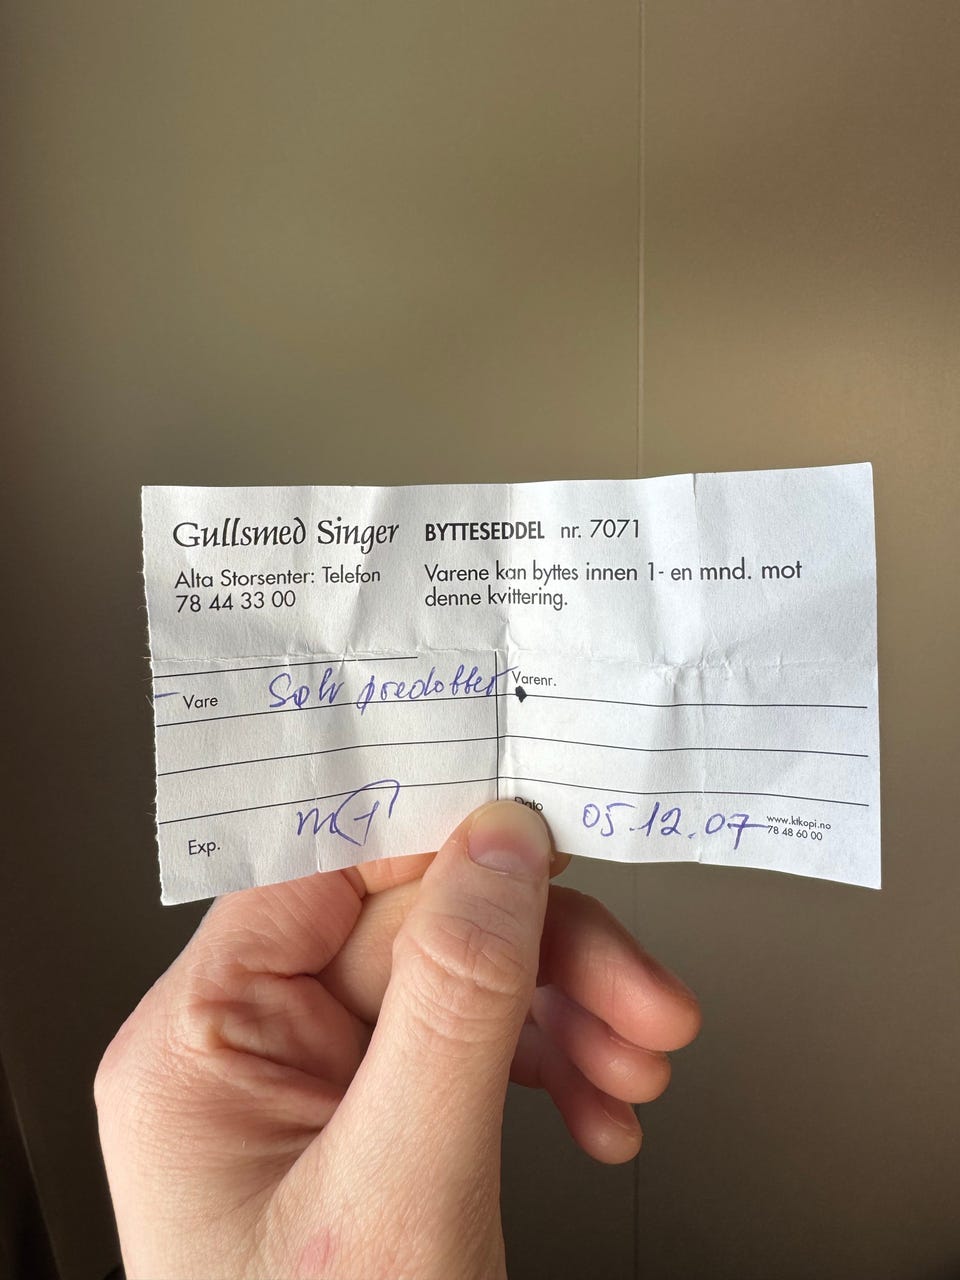 Gullsmed Singer
Alta Storsenter: Telefon
78 44 33 00
BYTTESEDDEL nr. 7071
Varene kan byttes innen 1- en mnd. mot
denne kvittering.
Vare Sølv øredobber
Varenr.
Exp.
Dato 05.12.07
www.ktkopi.no
78 48 60 00